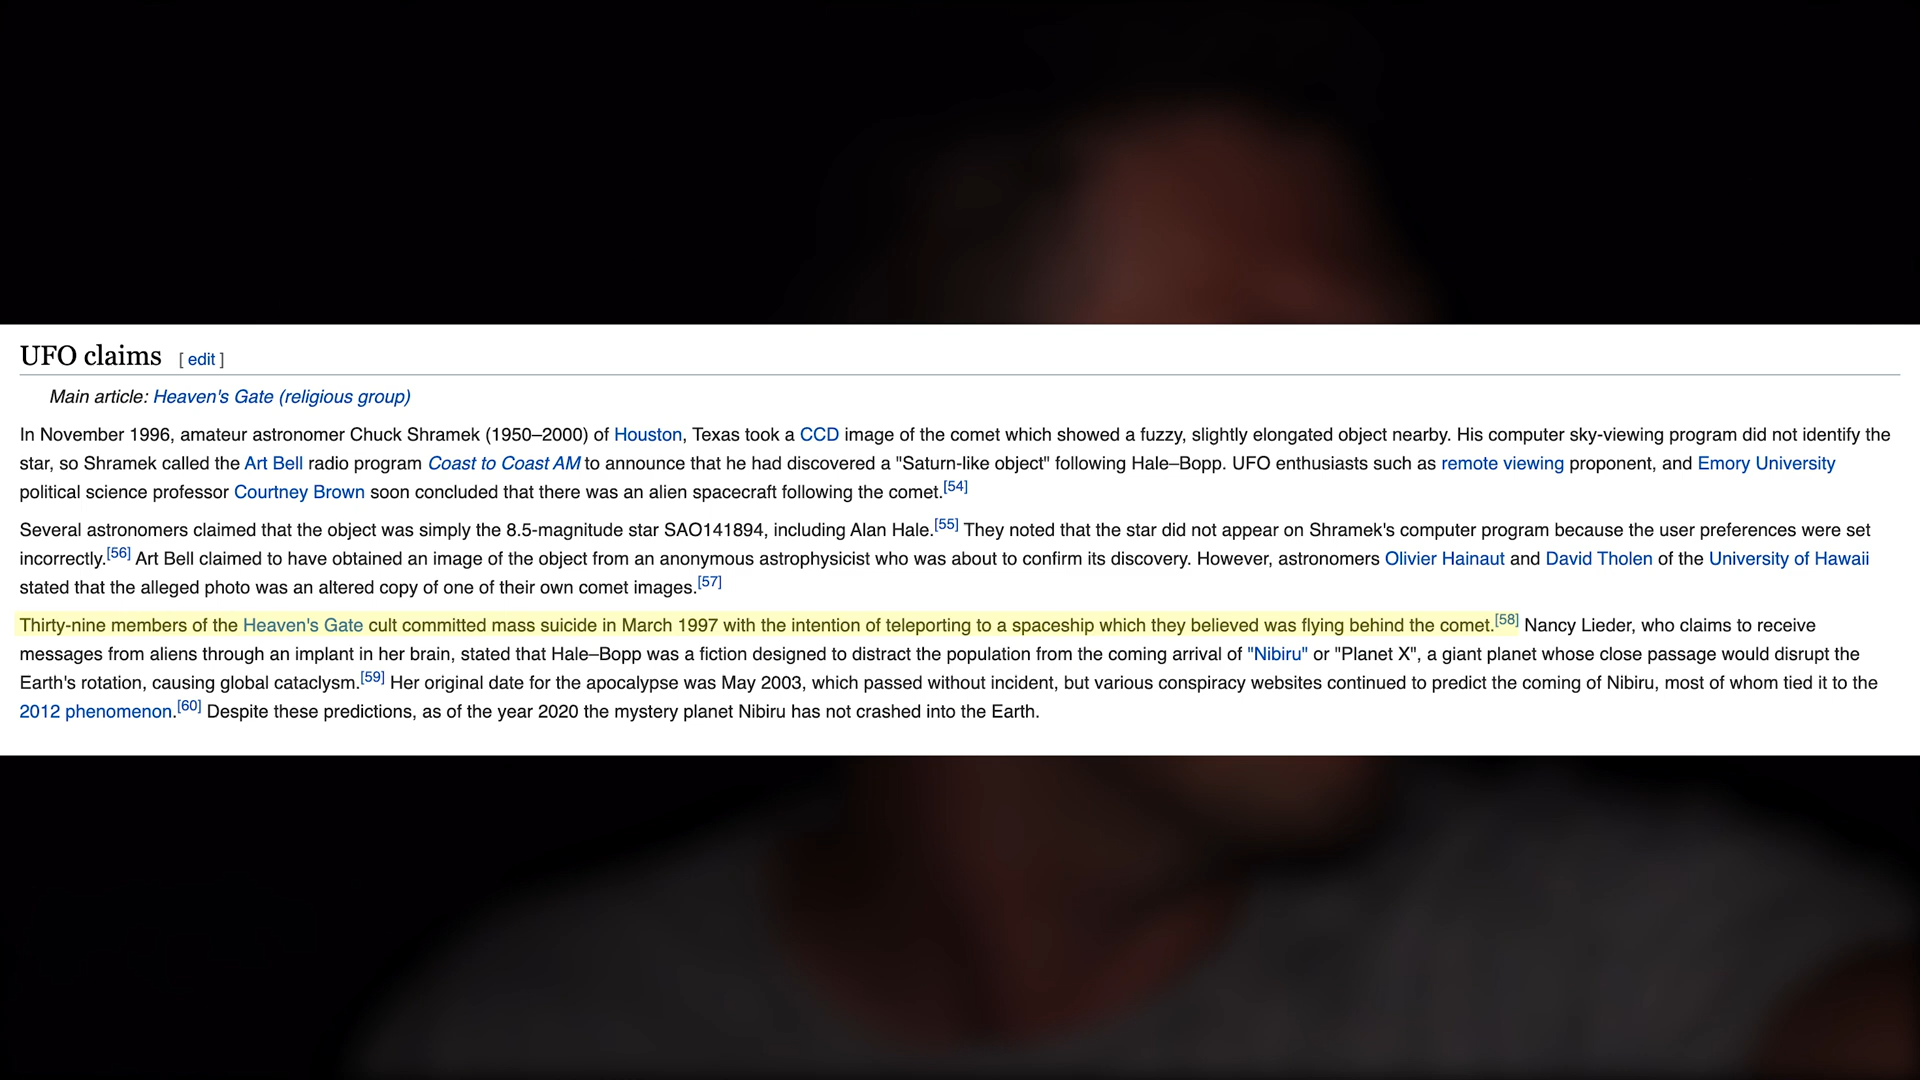 UFO claims [ edit ]
Main article: Heaven's Gate (religious group)
In November 1996, amateur astronomer Chuck Shramek (1950–2000) of Houston, Texas took a CCD image of the comet which showed a fuzzy, slightly elongated object nearby. His computer sky-viewing program did not identify the
star, so Shramek called the Art Bell radio program Coast to Coast AM to announce that he had discovered a "Saturn-like object" following Hale–Bopp. UFO enthusiasts such as remote viewing proponent, and Emory University
political science professor Courtney Brown soon concluded that there was an alien spacecraft following the comet.[54]
Several astronomers claimed that the object was simply the 8.5-magnitude star SAO141894, including Alan Hale.[55] They noted that the star did not appear on Shramek's computer program because the user preferences were set
incorrectly.[56] Art Bell claimed to have obtained an image of the object from an anonymous astrophysicist who was about to confirm its discovery. However, astronomers Olivier Hainaut and David Tholen of the University of Hawaii
stated that the alleged photo was an altered copy of one of their own comet images.[57]
Thirty-nine members of the Heaven's Gate cult committed mass suicide in March 1997 with the intention of teleporting to a spaceship which they believed was flying behind the comet.[58] Nancy Lieder, who claims to receive
messages from aliens through an implant in her brain, stated that Hale–Bopp was a fiction designed to distract the population from the coming arrival of "Nibiru" or "Planet X", a giant planet whose close passage would disrupt the
Earth's rotation, causing global cataclysm.[59] Her original date for the apocalypse was May 2003, which passed without incident, but various conspiracy websites continued to predict the coming of Nibiru, most of whom tied it to the
2012 phenomenon.[60] Despite these predictions, as of the year 2020 the mystery planet Nibiru has not crashed into the Earth.